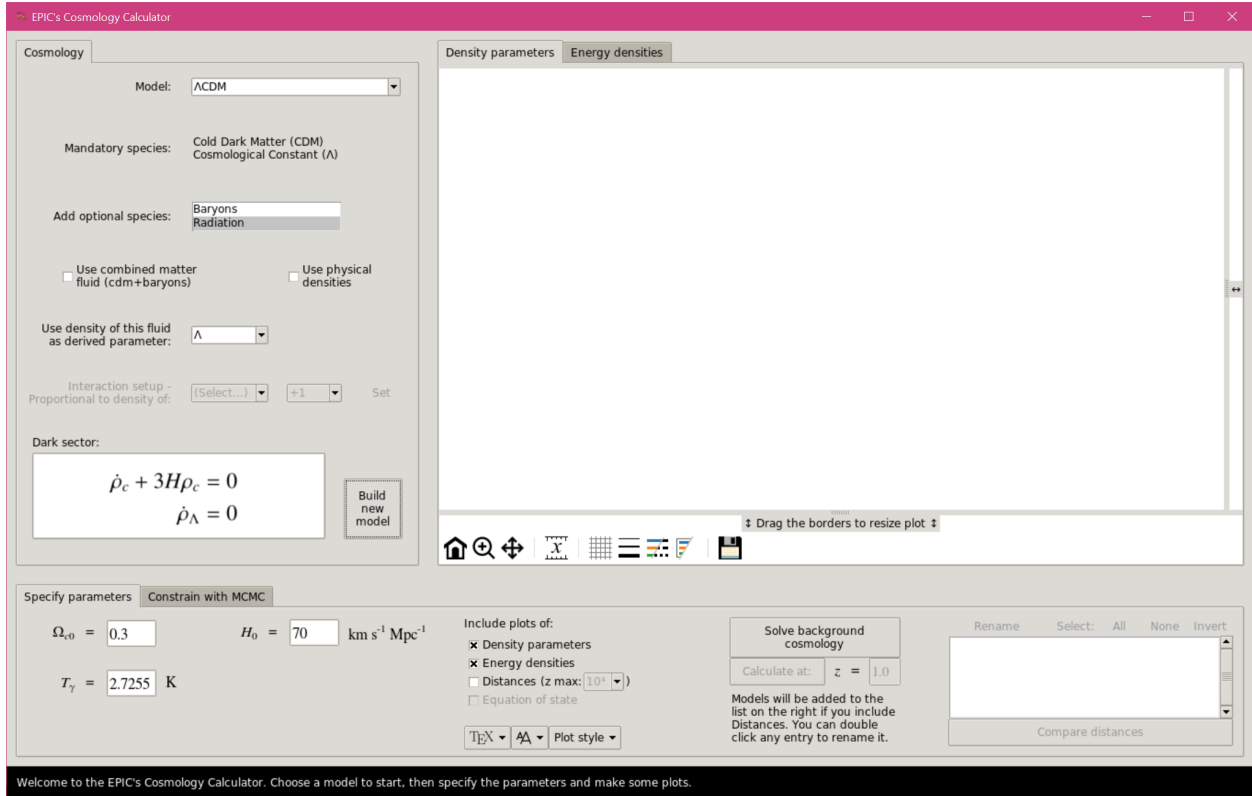 EPIC's Cosmology Calculator
Cosmology
Model: ΛCDM
Mandatory species: Cold Dark Matter (CDM)
Cosmological Constant (Λ)
Add optional species: Baryons
Radiation
Use combined matter
fluid (cdm+baryons)
Use physical
densities
Use density of this fluid
as derived parameter: Λ
Interaction setup -
Proportional to density of: (Select...) +1 Set
Dark sector:
ρ̇_c + 3Hρ_c = 0
ρ̇_Λ = 0
Build
new
model
Density parameters Energy densities
↕ Drag the borders to resize plot ↕
x
Specify parameters Constrain with MCMC
Ω_c0 = 0.3 H_0 = 70 km s⁻¹ Mpc⁻¹
T_γ = 2.7255 K
Include plots of:
Density parameters
Energy densities
Distances (z max: 10⁴ )
Equation of state
TEX AA Plot style
Solve background
cosmology
Calculate at: z = 1.0
Models will be added to the
list on the right if you include
Distances. You can double
click any entry to rename it.
Rename Select: All None Invert
Compare distances
Welcome to the EPIC's Cosmology Calculator. Choose a model to start, then specify the parameters and make some plots.